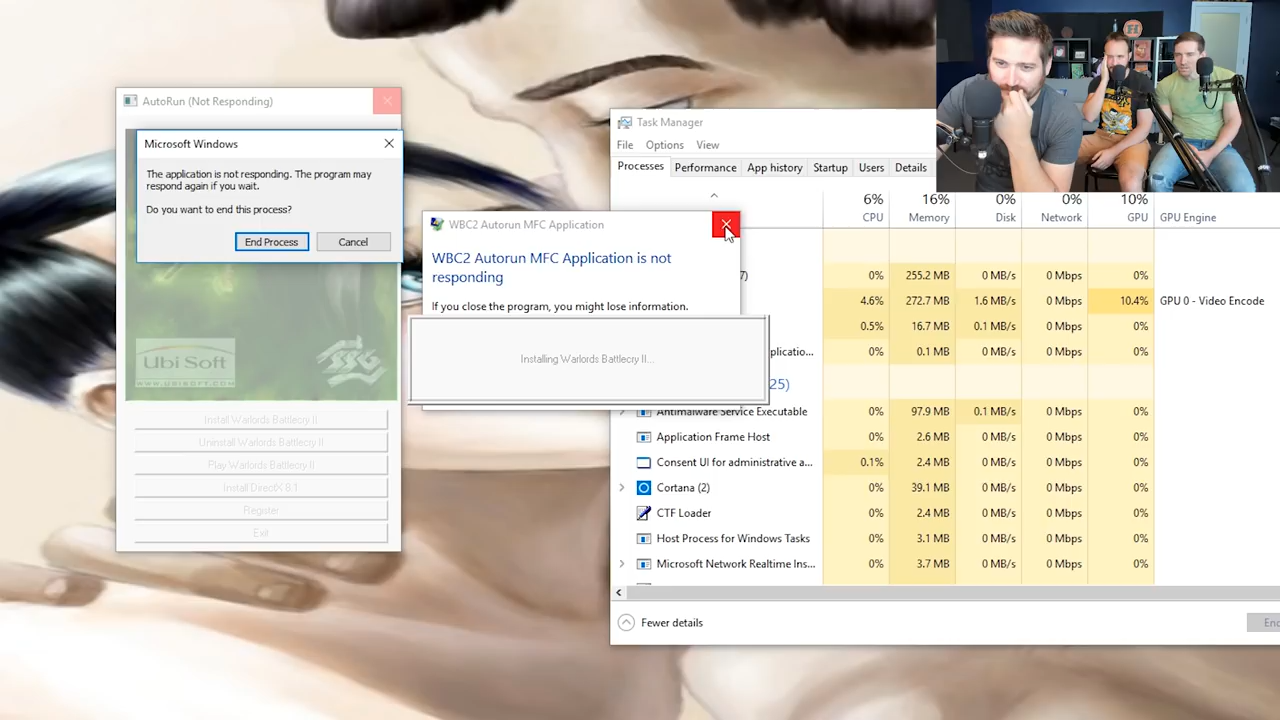 AutoRun (Not Responding)
Microsoft Windows
The application is not responding. The program may
respond again if you wait.
Do you want to end this process?
End Process
Cancel
Ubi Soft
WWW.UBISOFT.COM
SSG
Install Warlords Battlecry II
Uninstall Warlords Battlecry II
Play Warlords Battlecry II
Install DirectX 8.1
Register
Exit
WBC2 Autorun MFC Application
WBC2 Autorun MFC Application is not
responding
If you close the program, you might lose information.
Installing Warlords Battlecry II...
Task Manager
File Options View
Processes Performance App history Startup Users Details
6% 16% 0% 0% 10%
CPU Memory Disk Network GPU GPU Engine
7) 0% 255.2 MB 0 MB/s 0 Mbps 0%
4.6% 272.7 MB 1.6 MB/s 0 Mbps 10.4% GPU 0 - Video Encode
0.5% 16.7 MB 0.1 MB/s 0 Mbps 0%
plicatio... 0% 0.1 MB 0 MB/s 0 Mbps 0%
25)
Antimalware Service Executable 0% 97.9 MB 0.1 MB/s 0 Mbps 0%
Application Frame Host 0% 2.6 MB 0 MB/s 0 Mbps 0%
Consent UI for administrative a... 0.1% 2.4 MB 0 MB/s 0 Mbps 0%
Cortana (2) 0% 39.1 MB 0 MB/s 0 Mbps 0%
CTF Loader 0% 2.4 MB 0 MB/s 0 Mbps 0%
Host Process for Windows Tasks 0% 3.1 MB 0 MB/s 0 Mbps 0%
Microsoft Network Realtime Ins... 0% 3.7 MB 0 MB/s 0 Mbps 0%
Fewer details
En